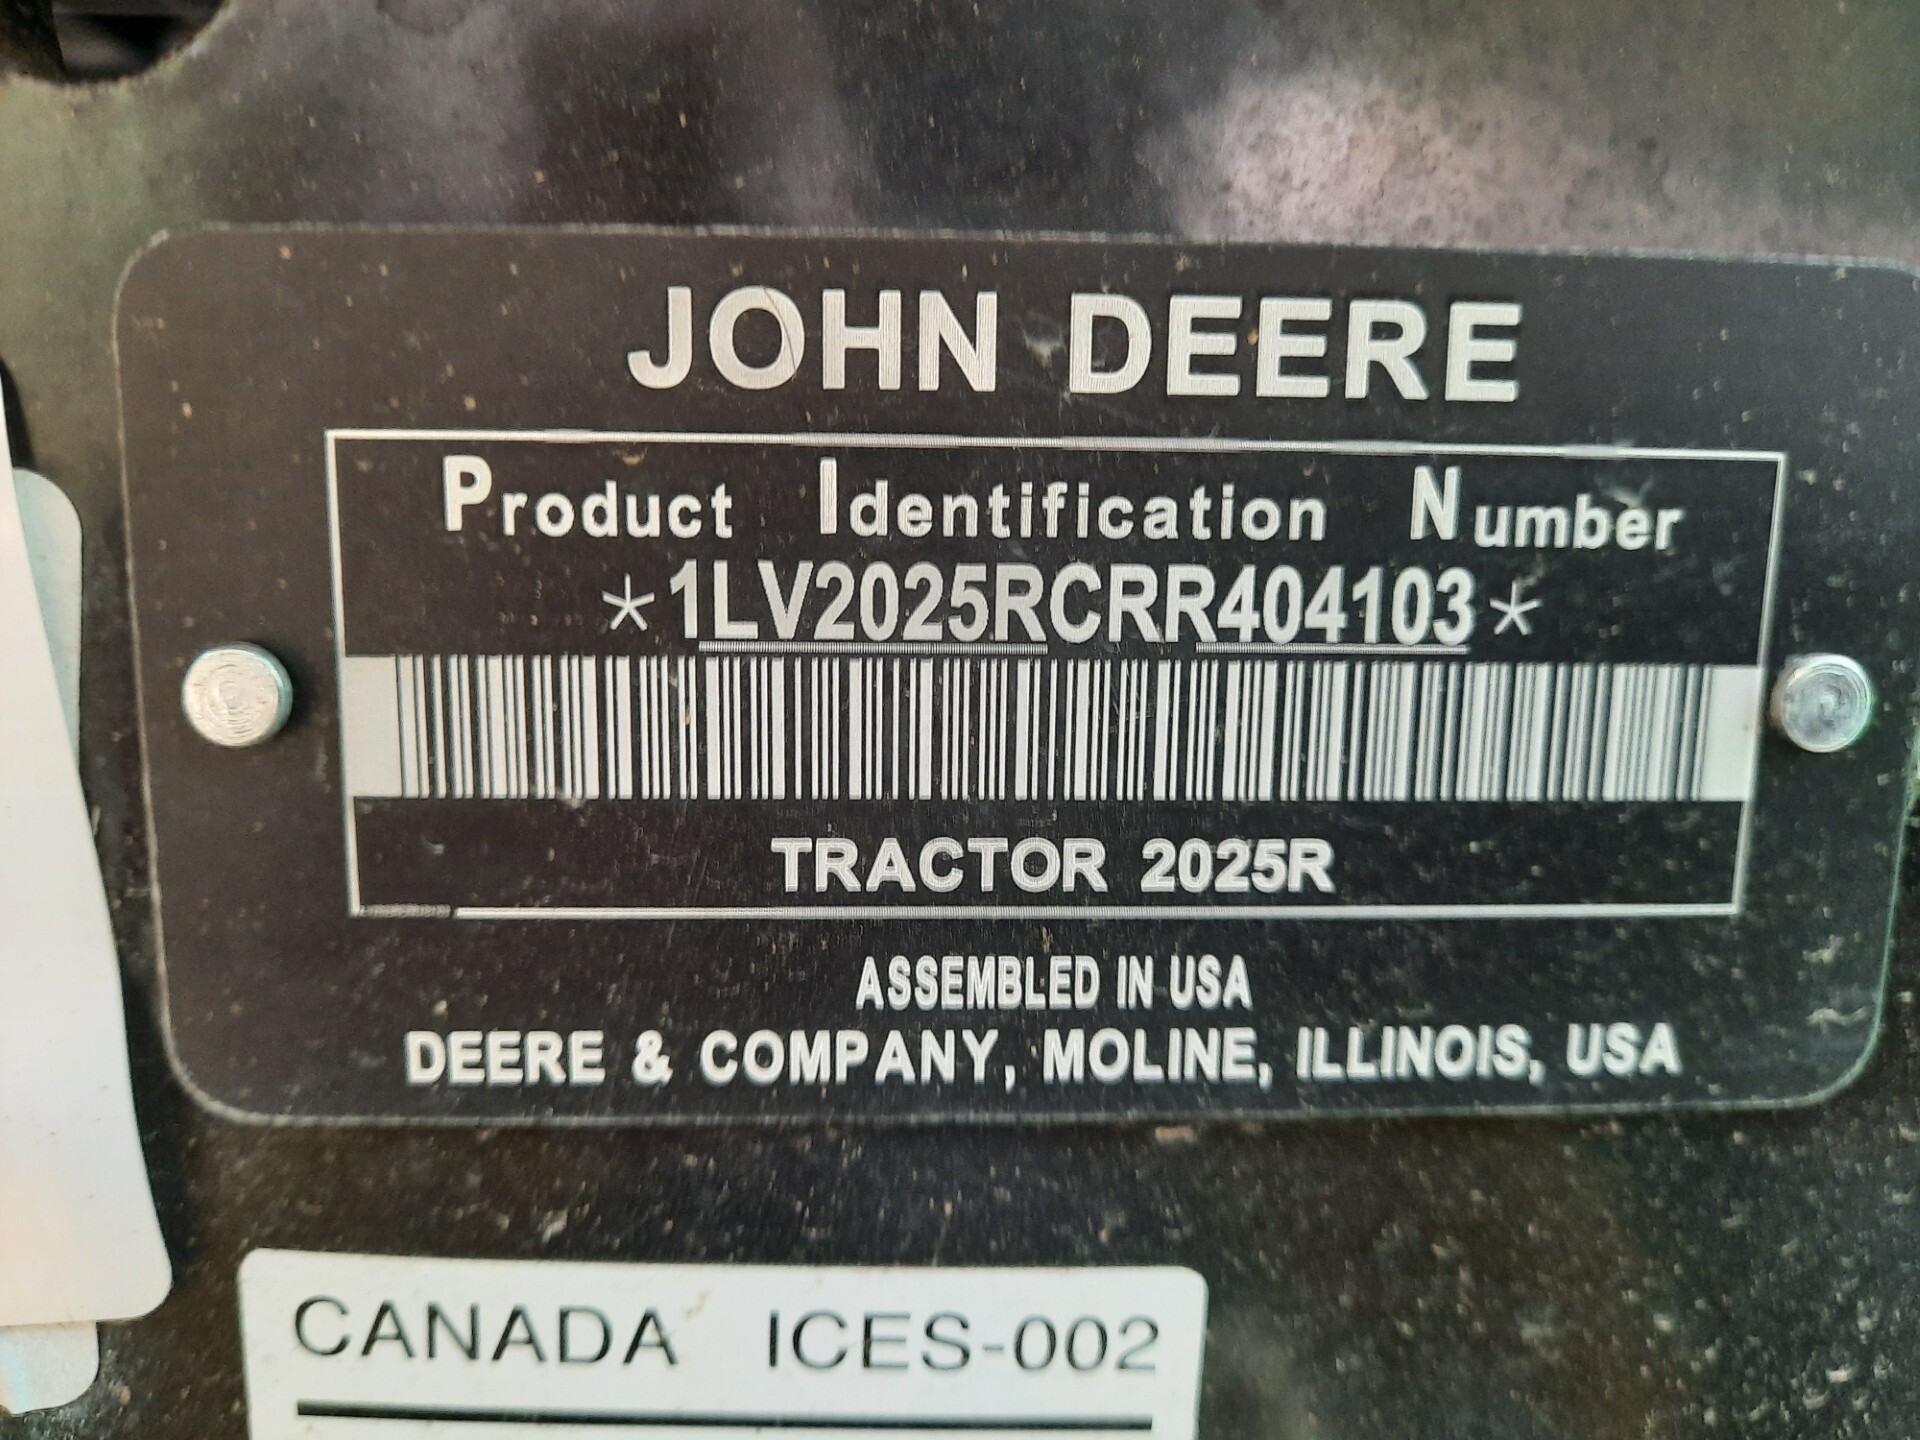 JOHN DEERE
Product Identification Number
*1LV2025RCRR404103*
TRACTOR 2025R
ASSEMBLED IN USA
DEERE & COMPANY, MOLINE, ILLINOIS, USA
CANADA ICES-002